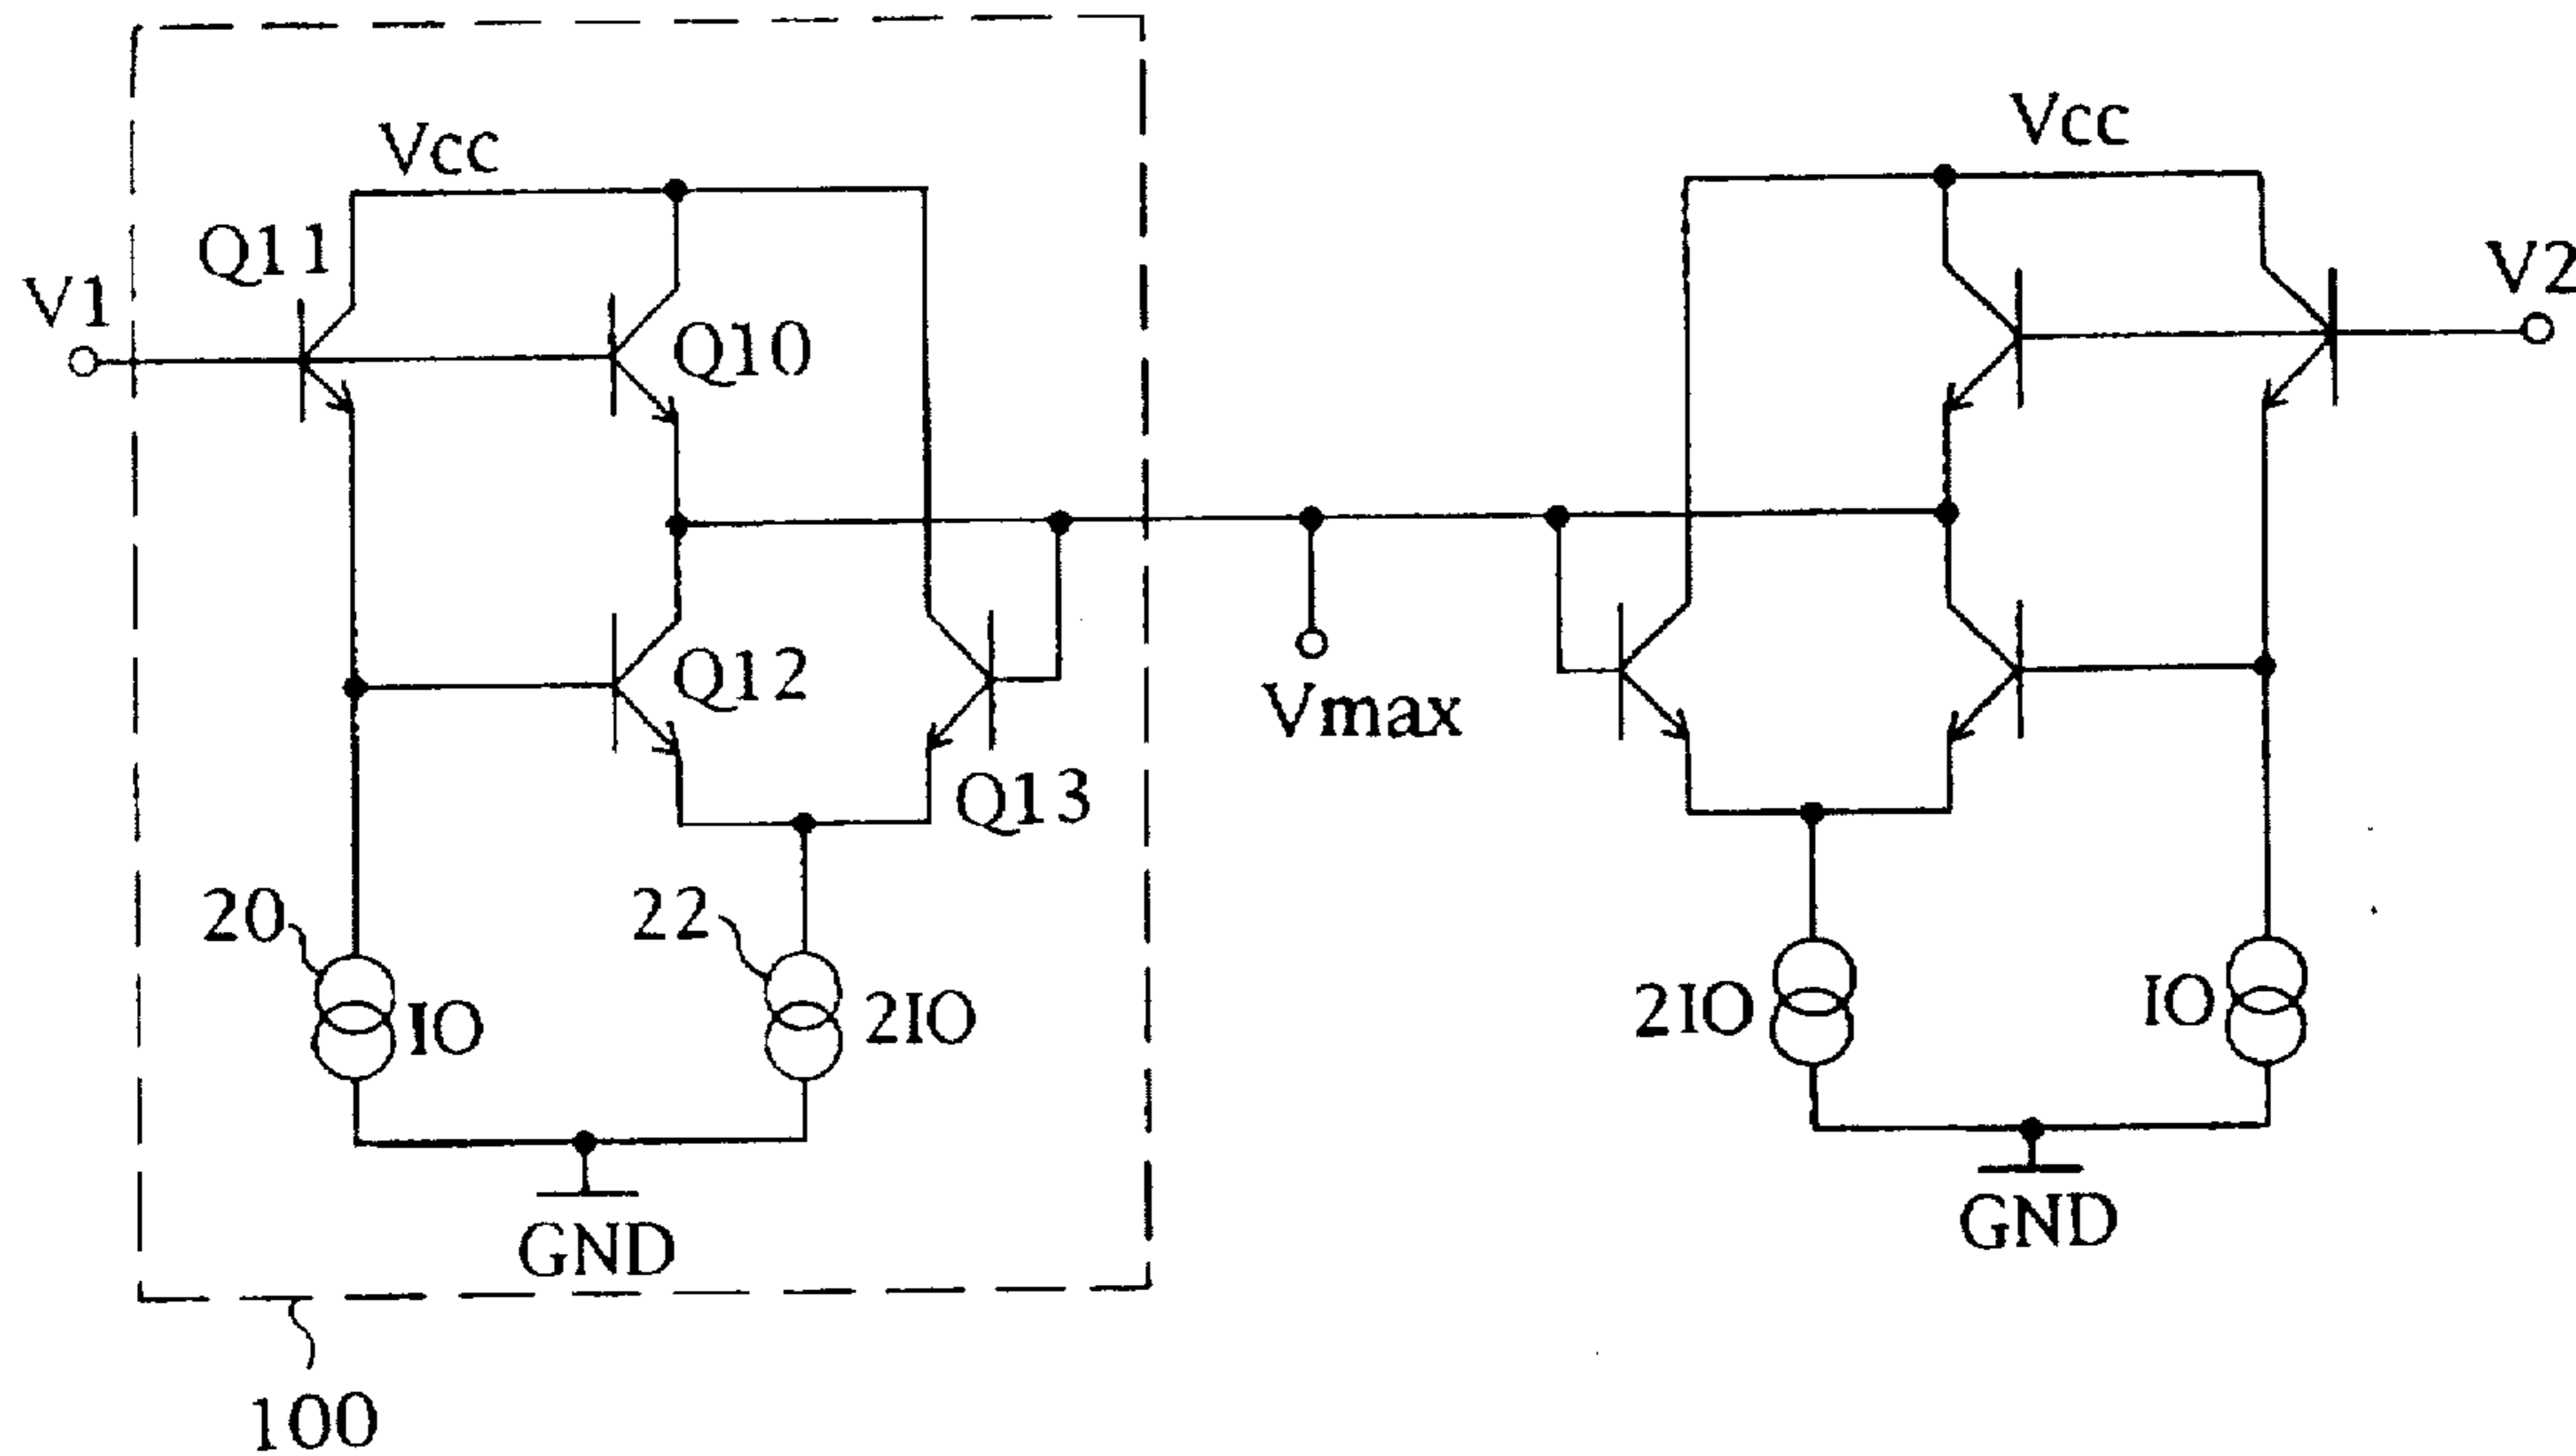 Vcc
Vcc
Q11
V1
Q10
V2
Q12
Vmax
Q13
20
22
IO
2IO
2IO
IO
GND
GND
100